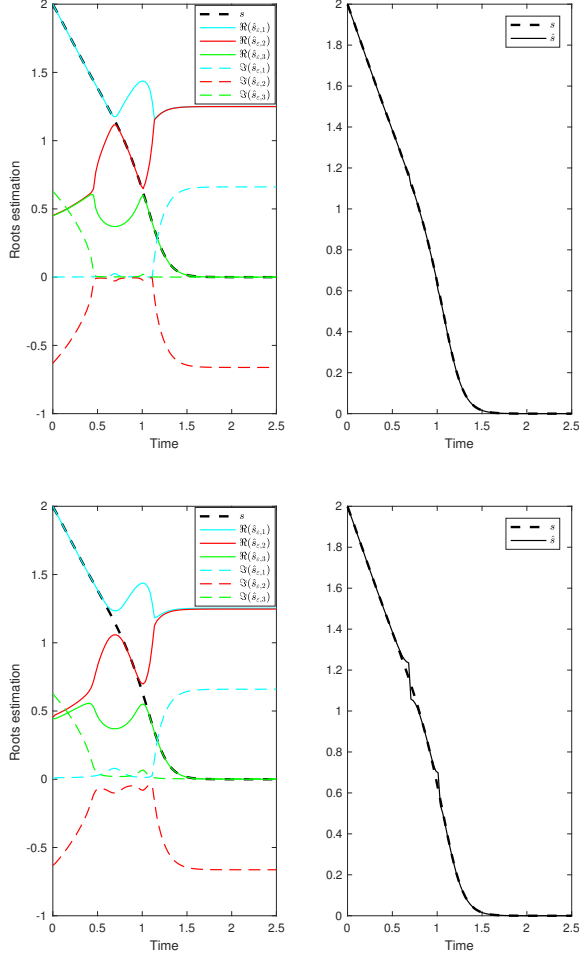 2
1.5
1
0.5
0
-0.5
-1
Roots estimation
0 0.5 1 1.5 2 2.5
Time
s
ℜ(ŝ_{ε,1})
ℜ(ŝ_{ε,2})
ℜ(ŝ_{ε,3})
ℑ(ŝ_{ε,1})
ℑ(ŝ_{ε,2})
ℑ(ŝ_{ε,3})
2
1.8
1.6
1.4
1.2
1
0.8
0.6
0.4
0.2
0
0 0.5 1 1.5 2 2.5
Time
s
ŝ
2
1.5
1
0.5
0
-0.5
-1
Roots estimation
0 0.5 1 1.5 2 2.5
Time
s
ℜ(ŝ_{ε,1})
ℜ(ŝ_{ε,2})
ℜ(ŝ_{ε,3})
ℑ(ŝ_{ε,1})
ℑ(ŝ_{ε,2})
ℑ(ŝ_{ε,3})
2
1.8
1.6
1.4
1.2
1
0.8
0.6
0.4
0.2
0
0 0.5 1 1.5 2 2.5
Time
s
ŝ